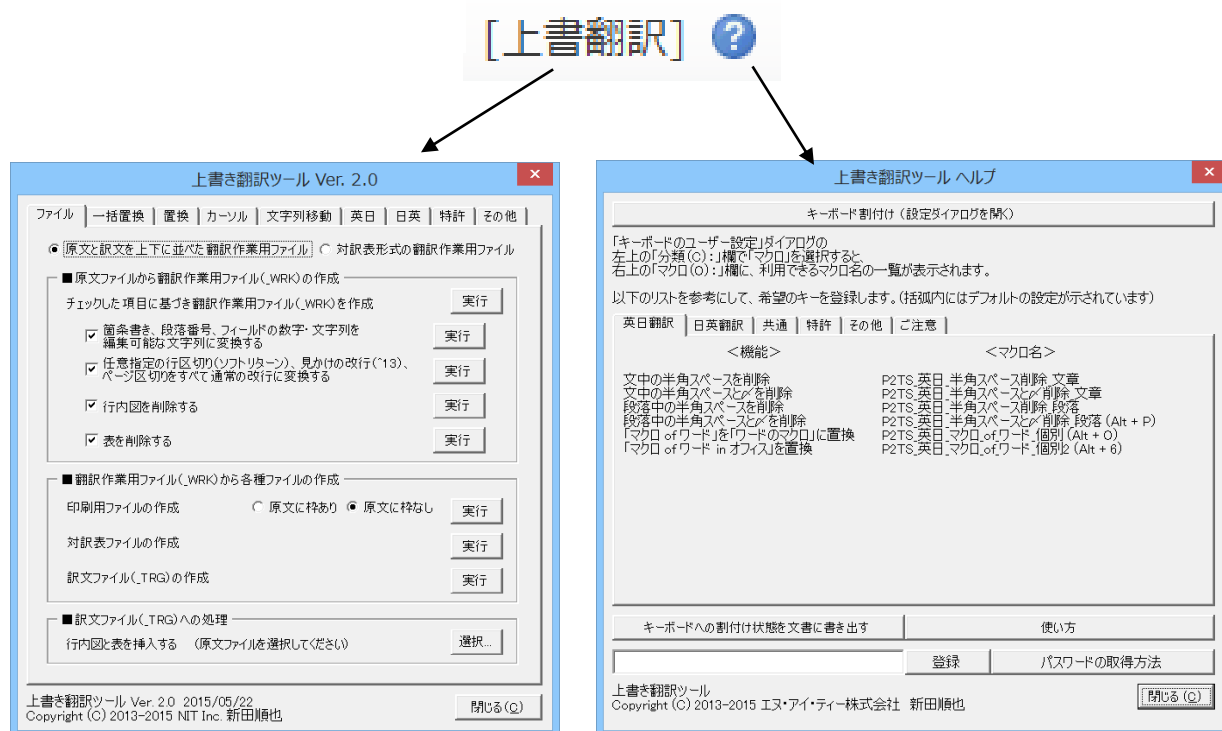 [上書翻訳] ?
上書き翻訳ツール Ver. 2.0
ファイル 一括置換 置換 カーソル 文字列移動 英日 日英 特許 その他
原文と訳文を上下に並べた翻訳作業用ファイル 対訳表形式の翻訳作業用ファイル
■原文ファイルから翻訳作業用ファイル(_WRK)の作成
チェックした項目に基づき翻訳作業用ファイル(_WRK)を作成 実行
箇条書き、段落番号、フィールドの数字・文字列を
編集可能な文字列に変換する 実行
任意指定の行区切り(ソフトリターン)、見かけの改行(^13)、
ページ区切りをすべて通常の改行に変換する 実行
行内図を削除する 実行
表を削除する 実行
■翻訳作業用ファイル(_WRK)から各種ファイルの作成
印刷用ファイルの作成 原文に枠あり 原文に枠なし 実行
対訳表ファイルの作成 実行
訳文ファイル(_TRG)の作成 実行
■訳文ファイル(_TRG)への処理
行内図と表を挿入する (原文ファイルを選択してください) 選択...
上書き翻訳ツール Ver. 2.0 2015/05/22
Copyright (C) 2013-2015 NIT Inc. 新田順也 閉じる(C)
上書き翻訳ツール ヘルプ
キーボード割付け (設定ダイアログを開く)
「キーボードのユーザー設定」ダイアログの
左上の「分類(C):」欄で「マクロ」を選択すると、
右上の「マクロ(O):」欄に、利用できるマクロ名の一覧が表示されます。
以下のリストを参考にして、希望のキーを登録します。(括弧内にはデフォルトの設定が示されています)
英日翻訳 日英翻訳 共通 特許 その他 ご注意
＜機能＞ ＜マクロ名＞
文中の半角スペースを削除 P2TS_英日_半角スペース削除_文章
文中の半角スペースと〆を削除 P2TS_英日_半角スペースと〆削除_文章
段落中の半角スペースを削除 P2TS_英日_半角スペース削除_段落
段落中の半角スペースと〆を削除 P2TS_英日_半角スペースと〆削除_段落 (Alt + P)
「マクロ of ワード」を「ワードのマクロ」に置換 P2TS_英日_マクロ_of_ワード_個別 (Alt + O)
「マクロ of ワード in オフィス」を置換 P2TS_英日_マクロ_of_ワード_個別2 (Alt + 6)
キーボードへの割付け状態を文書に書き出す 使い方
登録 パスワードの取得方法
上書き翻訳ツール
Copyright (C) 2013-2015 エヌ・アイ・ティー株式会社 新田順也 閉じる(C)